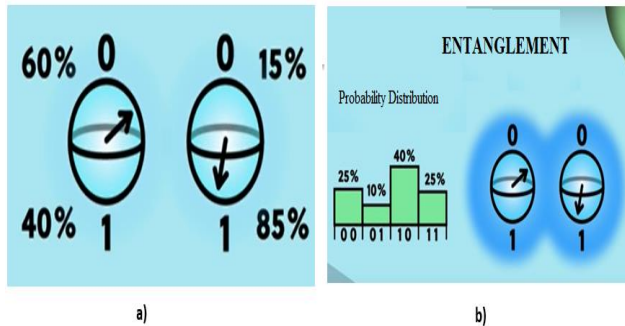 60% 0 0 15%
40% 1 1 85%
a)
ENTANGLEMENT
Probability Distribution
25% 10% 40% 25%
00 01 10 11
0 0
1 1
b)